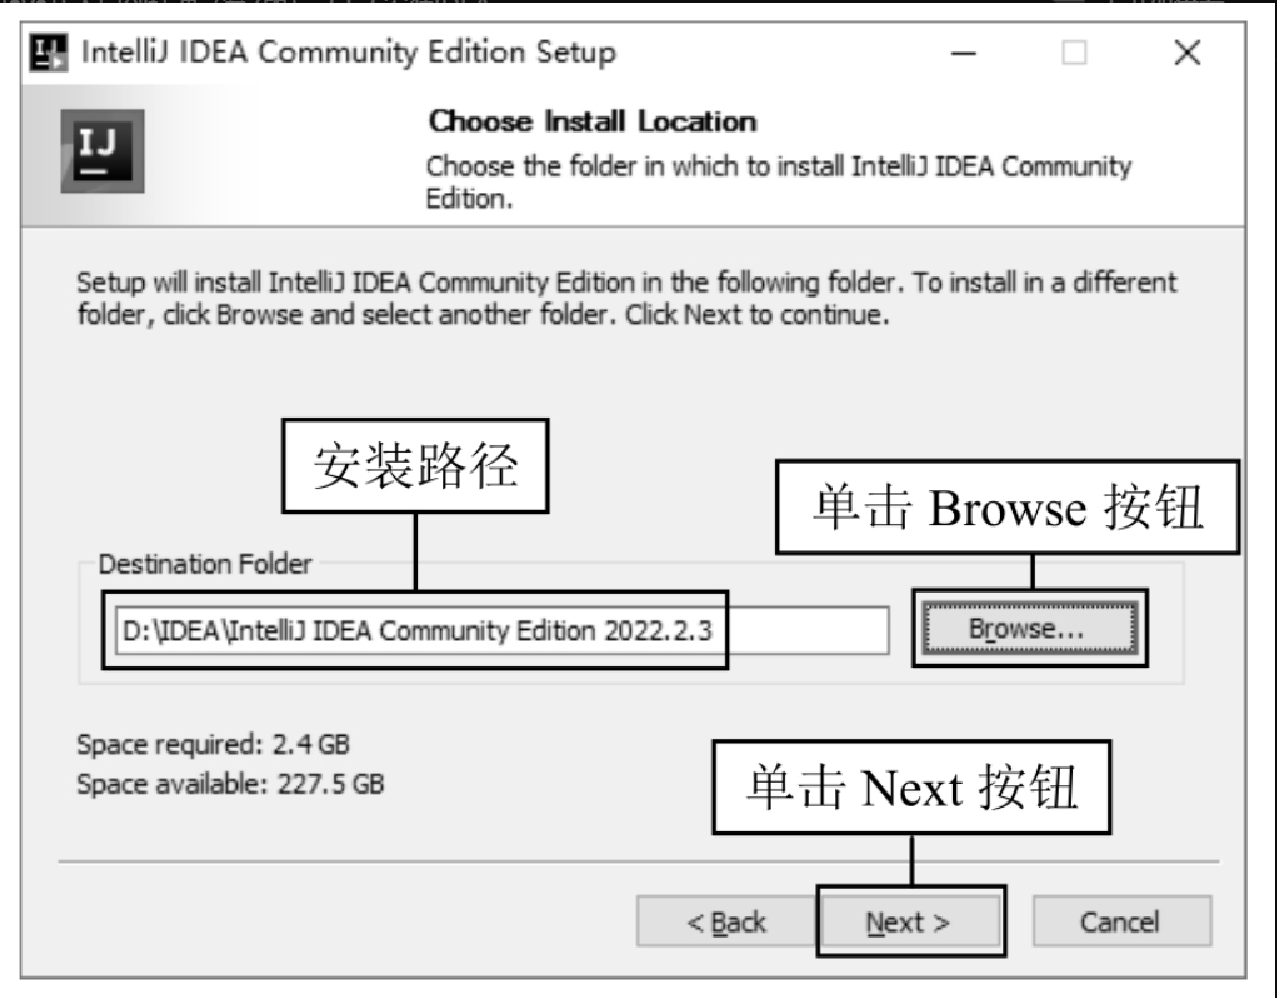 IntelliJ IDEA Community Edition Setup
IJ
Choose Install Location
Choose the folder in which to install IntelliJ IDEA Community
Edition.
Setup will install IntelliJ IDEA Community Edition in the following folder. To install in a different
folder, click Browse and select another folder. Click Next to continue.
安装路径
单击 Browse 按钮
Destination Folder
D:\IDEA\IntelliJ IDEA Community Edition 2022.2.3
Browse...
Space required: 2.4 GB
Space available: 227.5 GB
单击 Next 按钮
< Back
Next >
Cancel